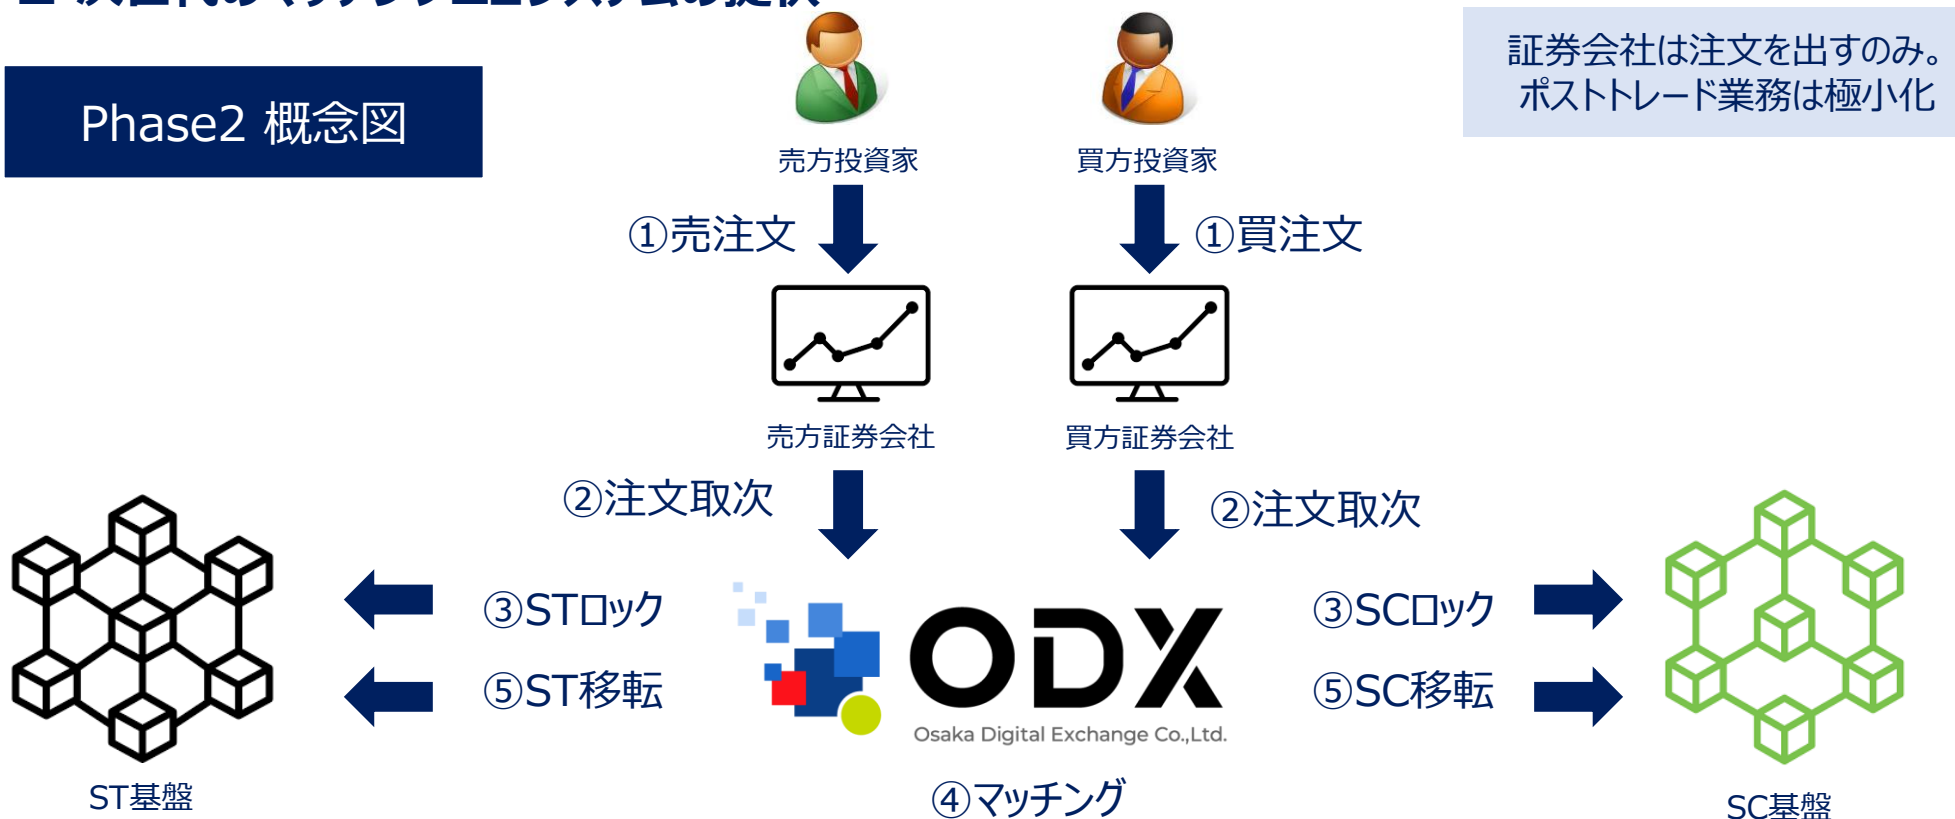 Phase2 概念図
証券会社は注文を出すのみ。
ポストトレード業務は極小化
売方投資家
買方投資家
①売注文
①買注文
売方証券会社
買方証券会社
②注文取次
②注文取次
③STロック
③SCロック
⑤ST移転
⑤SC移転
ODX
Osaka Digital Exchange Co.,Ltd.
④マッチング
ST基盤
SC基盤